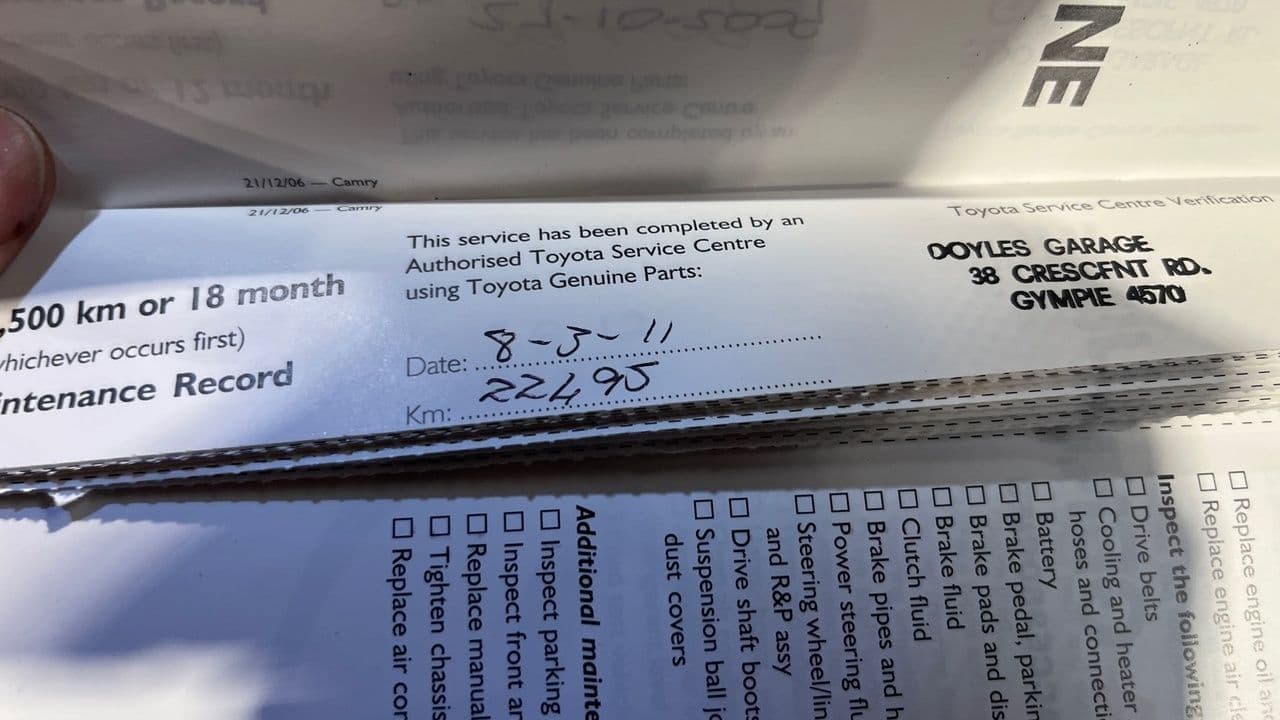 NE
21/12/06 — Camry
21/12/06 — Camry
500 km or 18 month
whichever occurs first)
ntenance Record
This service has been completed by an
Authorised Toyota Service Centre
using Toyota Genuine Parts:
Date: 8-3-11
Km: 22495
Toyota Service Centre Verification
DOYLES GARAGE
38 CRESCENT RD.
GYMPIE 4570
☐ Replace engine oil an
☐ Replace engine air
Inspect the following
☐ Drive belts
☐ Cooling and heater
hoses and connecti
☐ Battery
☐ Brake pedal, parkin
☐ Brake pads and dis
☐ Brake fluid
☐ Clutch fluid
☐ Brake pipes and h
☐ Power steering flu
☐ Steering wheel/lin
and R&P assy
☐ Drive shaft boots
☐ Suspension ball jo
dust covers
Additional mainte
☐ Inspect parking
☐ Inspect front ar
☐ Replace manual
☐ Tighten chassis
☐ Replace air con